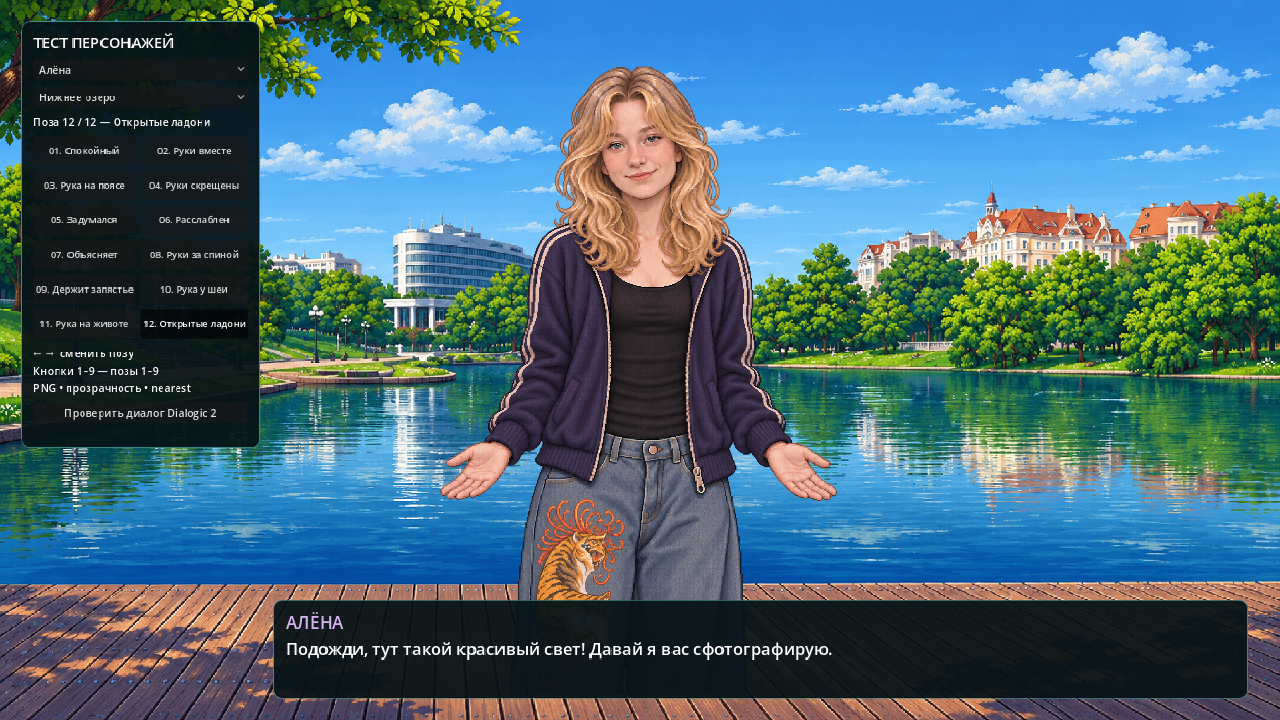 ТЕСТ ПЕРСОНАЖЕЙ
Алёна
Нижнее озеро
Поза 12 / 12 — Открытые ладони
01. Спокойный
02. Руки вместе
03. Рука на поясе
04. Руки скрещены
05. Задумался
06. Расслаблен
07. Объясняет
08. Руки за спиной
09. Держит запястье
10. Рука у шеи
11. Рука на животе
12. Открытые ладони
← → сменить позу
Кнопки 1–9 — позы 1–9
PNG • прозрачность • nearest
Проверить диалог Dialogic 2
АЛЁНА
Подожди, тут такой красивый свет! Давай я вас сфотографирую.